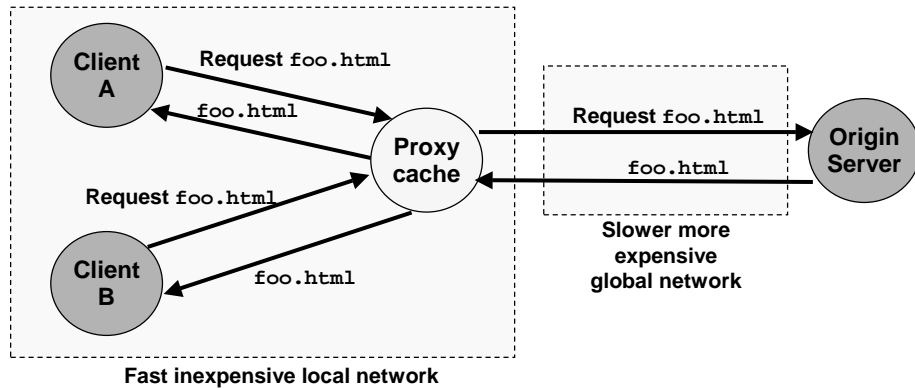 Client
A
Request foo.html
foo.html
Proxy
cache
Request foo.html
foo.html
Origin
Server
Request foo.html
foo.html
Client
B
Slower more
expensive
global network
Fast inexpensive local network